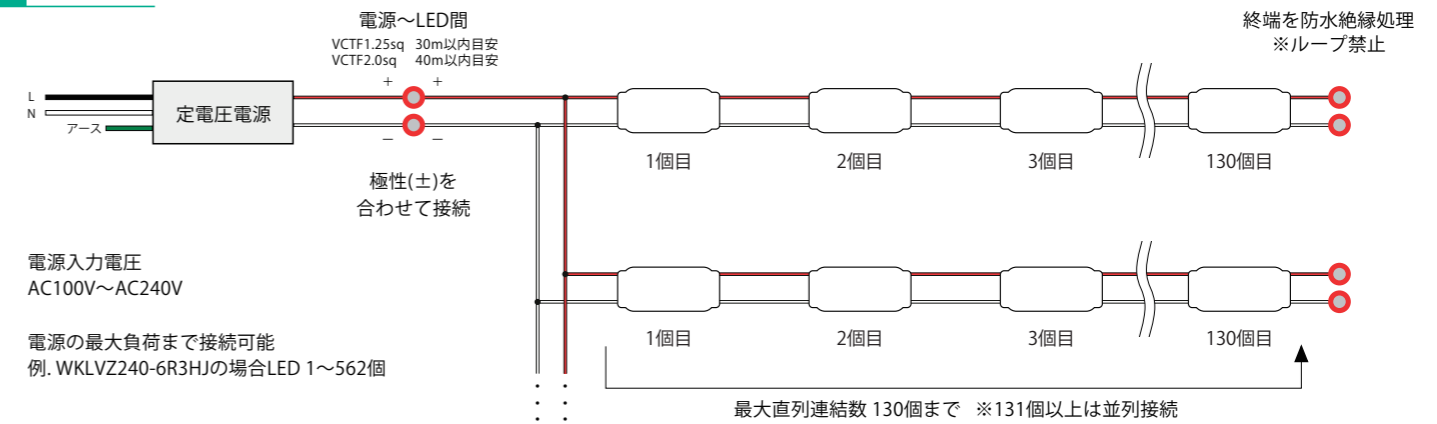 電源～LED間
VCTF1.25sq 30m以内目安
VCTF2.0sq 40m以内目安
終端を防水絶縁処理
※ループ禁止
+ +
L
N
アース
定電圧電源
− −
極性(±)を
合わせて接続
1個目 2個目 3個目 130個目
電源入力電圧
AC100V～AC240V
電源の最大負荷まで接続可能
例. WKLVZ240-6R3HJの場合LED 1～562個
1個目 2個目 3個目 130個目
最大直列連結数 130個まで ※131個以上は並列接続